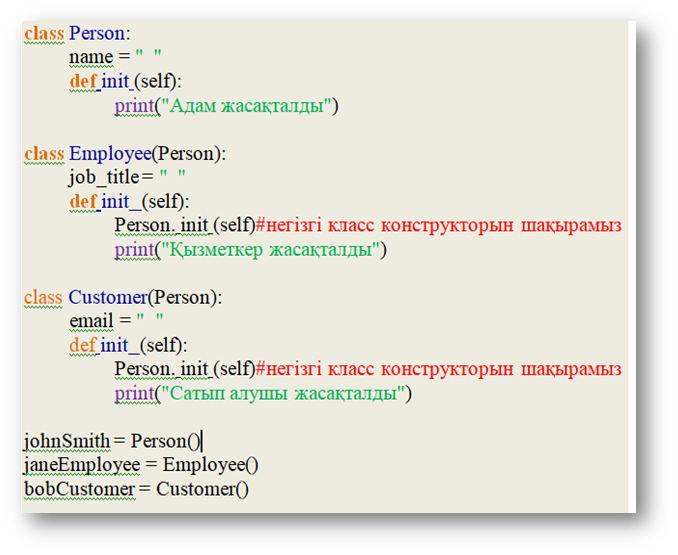 class Person:
name = "  "
def init (self):
print("Адам жасақталды")
class Employee(Person):
job_title = "  "
def init_(self):
Person. init (self)#негізгі класс конструкторын шақырамыз
print("Қызметкер жасақталды")
class Customer(Person):
email = "  "
def init_(self):
Person. init (self)#негізгі класс конструкторын шақырамыз
print("Сатып алушы жасақталды")
johnSmith = Person()
janeEmployee = Employee()
bobCustomer = Customer()